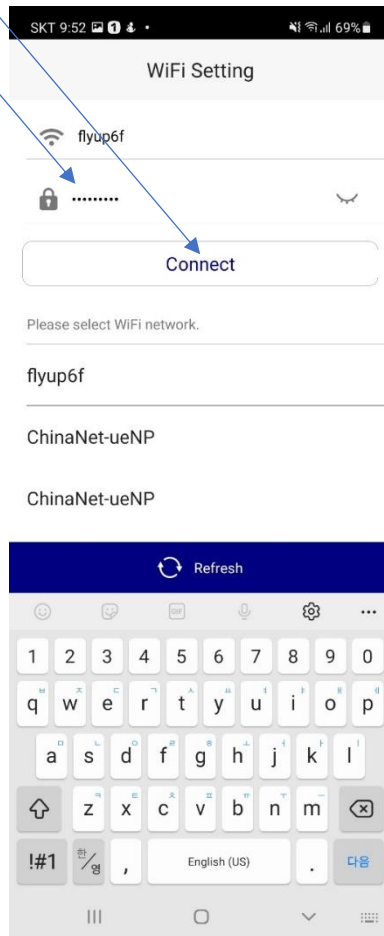 SKT 9:52 1
69%
WiFi Setting
flyup6f
•••••••••
Connect
Please select WiFi network.
flyup6f
ChinaNet-ueNP
ChinaNet-ueNP
Refresh
GIF
1 2 3 4 5 6 7 8 9 0
q ㅂ w ㅈ e ㄷ r ㄱ t ㅅ y ㅛ u ㅕ i ㅑ o ㅐ p ㅔ
a ㅁ s ㄴ d ㅇ f ㄹ g ㅎ h ㅗ j ㅓ k ㅏ l ㅣ
z ㅋ x ㅌ c ㅊ v ㅍ b ㅠ n ㅜ m ㅡ
!#1 한/영 , English (US) . 다음